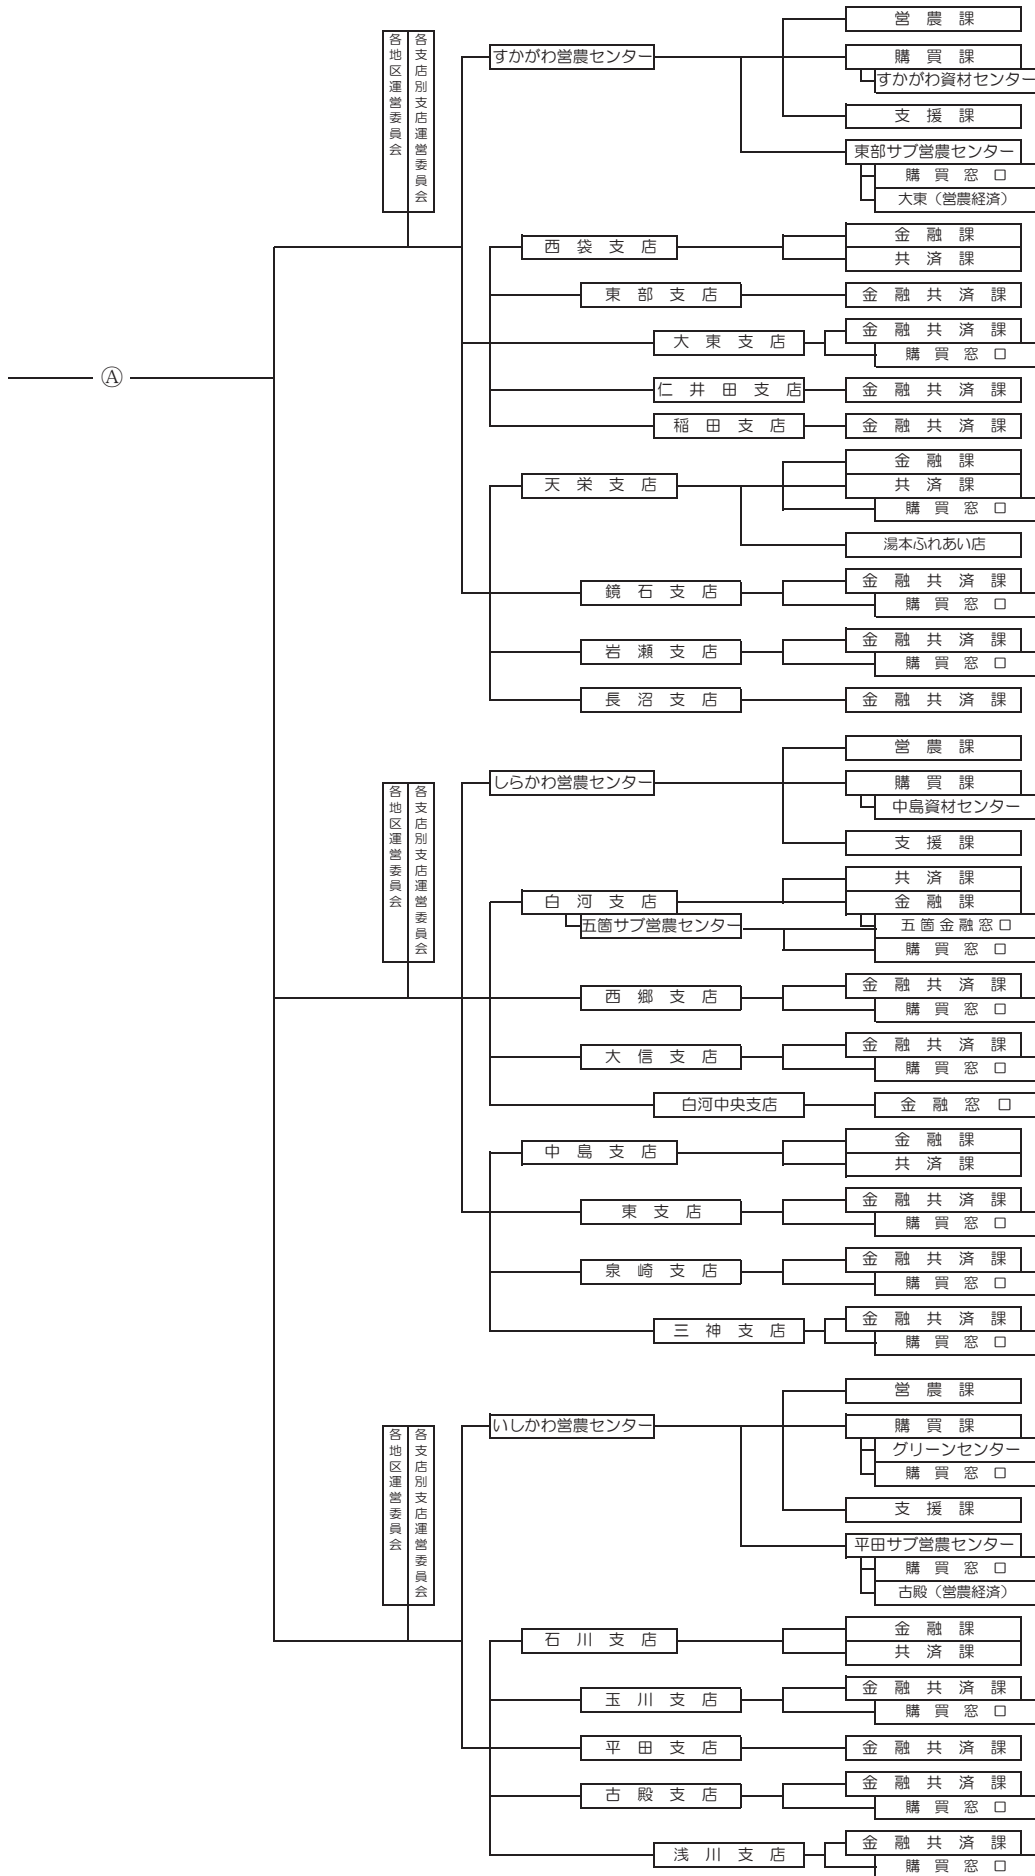 Ⓐ
各地区運営委員会
各支店別支店運営委員会
すかがわ営農センター
営農課
購買課
すかがわ資材センター
支援課
東部サブ営農センター
購買窓口
大東（営農経済）
西袋支店
金融課
共済課
東部支店
金融共済課
大東支店
金融共済課
購買窓口
仁井田支店
金融共済課
稲田支店
金融共済課
天栄支店
金融課
共済課
購買窓口
湯本ふれあい店
鏡石支店
金融共済課
購買窓口
岩瀬支店
金融共済課
購買窓口
長沼支店
金融共済課
各地区運営委員会
各支店別支店運営委員会
しらかわ営農センター
営農課
購買課
中島資材センター
支援課
白河支店
共済課
金融課
五箇サブ営農センター
五箇金融窓口
購買窓口
西郷支店
金融共済課
購買窓口
大信支店
金融共済課
購買窓口
白河中央支店
金融窓口
中島支店
金融課
共済課
東支店
金融共済課
購買窓口
泉崎支店
金融共済課
購買窓口
三神支店
金融共済課
購買窓口
各地区運営委員会
各支店別支店運営委員会
いしかわ営農センター
営農課
購買課
グリーンセンター
購買窓口
支援課
平田サブ営農センター
購買窓口
古殿（営農経済）
石川支店
金融課
共済課
玉川支店
金融共済課
購買窓口
平田支店
金融共済課
古殿支店
金融共済課
購買窓口
浅川支店
金融共済課
購買窓口